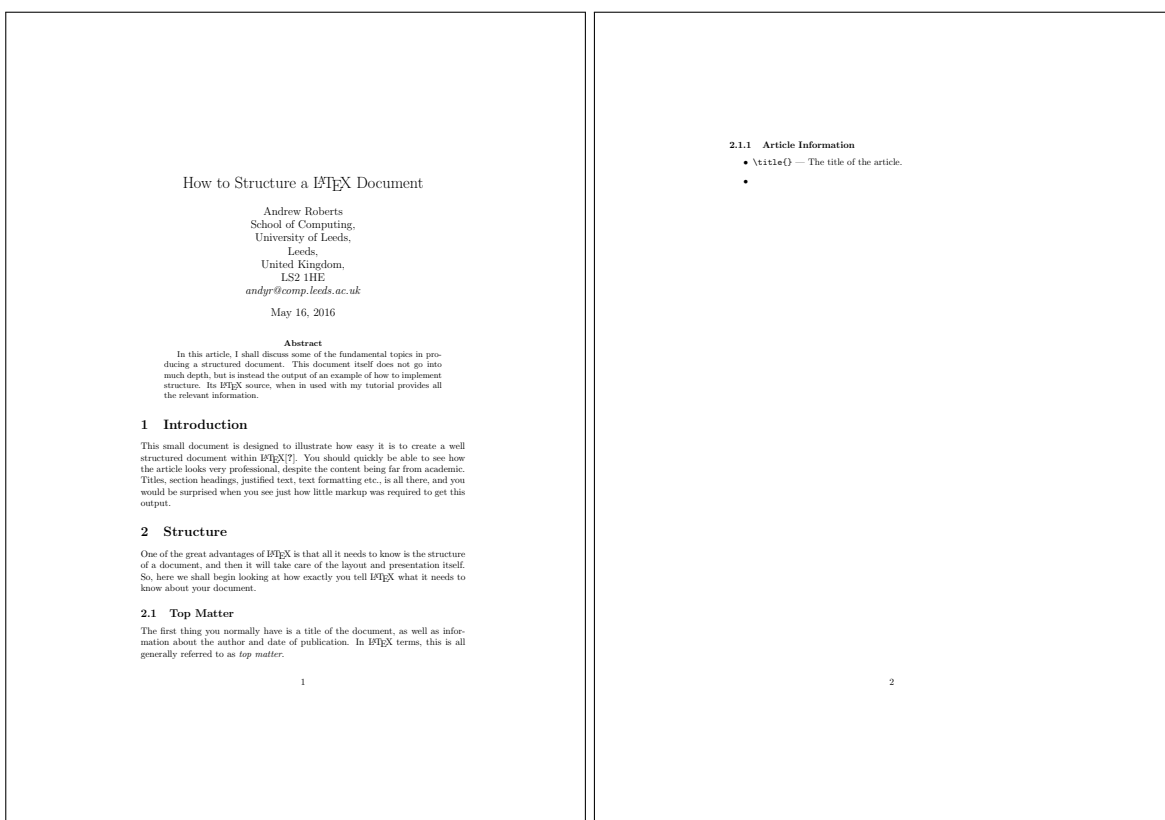 How to Structure a LATEX Document
Andrew Roberts
School of Computing,
University of Leeds,
Leeds,
United Kingdom,
LS2 1HE
andyr@comp.leeds.ac.uk
May 16, 2016
Abstract
In this article, I shall discuss some of the fundamental topics in pro-
ducing a structured document. This document itself does not go into
much depth, but is instead the output of an example of how to implement
structure. Its LATEX source, when in used with my tutorial provides all
the relevant information.
1 Introduction
This small document is designed to illustrate how easy it is to create a well
structured document within LATEX[?]. You should quickly be able to see how
the article looks very professional, despite the content being far from academic.
Titles, section headings, justified text, text formatting etc., is all there, and you
would be surprised when you see just how little markup was required to get this
output.
2 Structure
One of the great advantages of LATEX is that all it needs to know is the structure
of a document, and then it will take care of the layout and presentation itself.
So, here we shall begin looking at how exactly you tell LATEX what it needs to
know about your document.
2.1 Top Matter
The first thing you normally have is a title of the document, as well as infor-
mation about the author and date of publication. In LATEX terms, this is all
generally referred to as top matter.
1
2.1.1 Article Information
• \title{} — The title of the article.
•
2